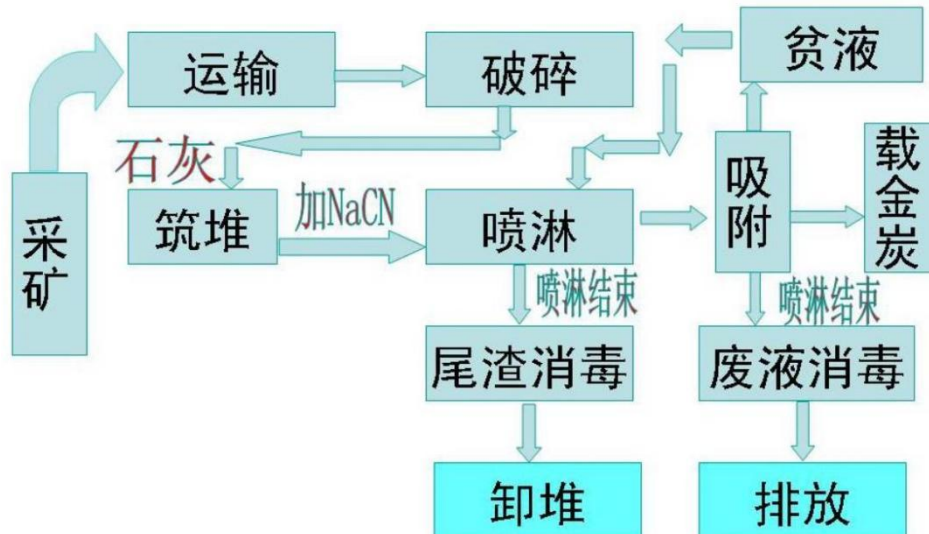 运输
破碎
贫液
石灰
采矿
筑堆
加NaCN
喷淋
吸附
载金炭
喷淋结束
喷淋结束
尾渣消毒
废液消毒
卸堆
排放